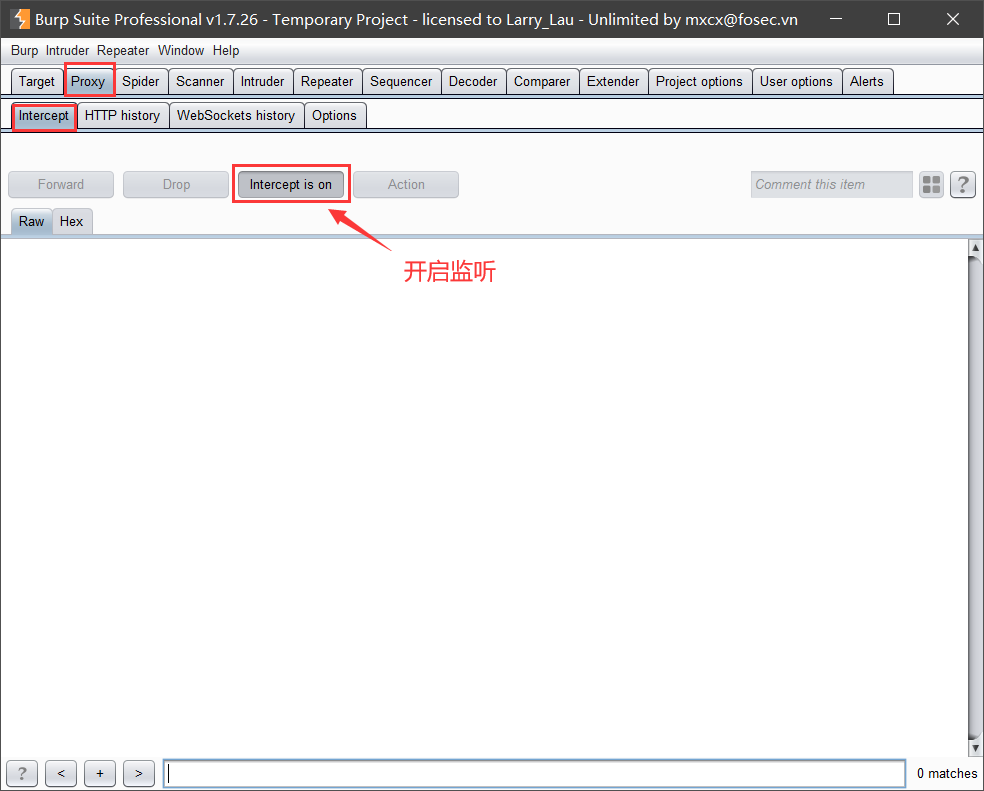 Burp Suite Professional v1.7.26 - Temporary Project - licensed to Larry_Lau - Unlimited by mxcx@fosec.vn
Burp Intruder Repeater Window Help
Target Proxy Spider Scanner Intruder Repeater Sequencer Decoder Comparer Extender Project options User options Alerts
Intercept HTTP history WebSockets history Options
Forward Drop Intercept is on Action Comment this item ?
Raw Hex
开启监听
? < + > 0 matches